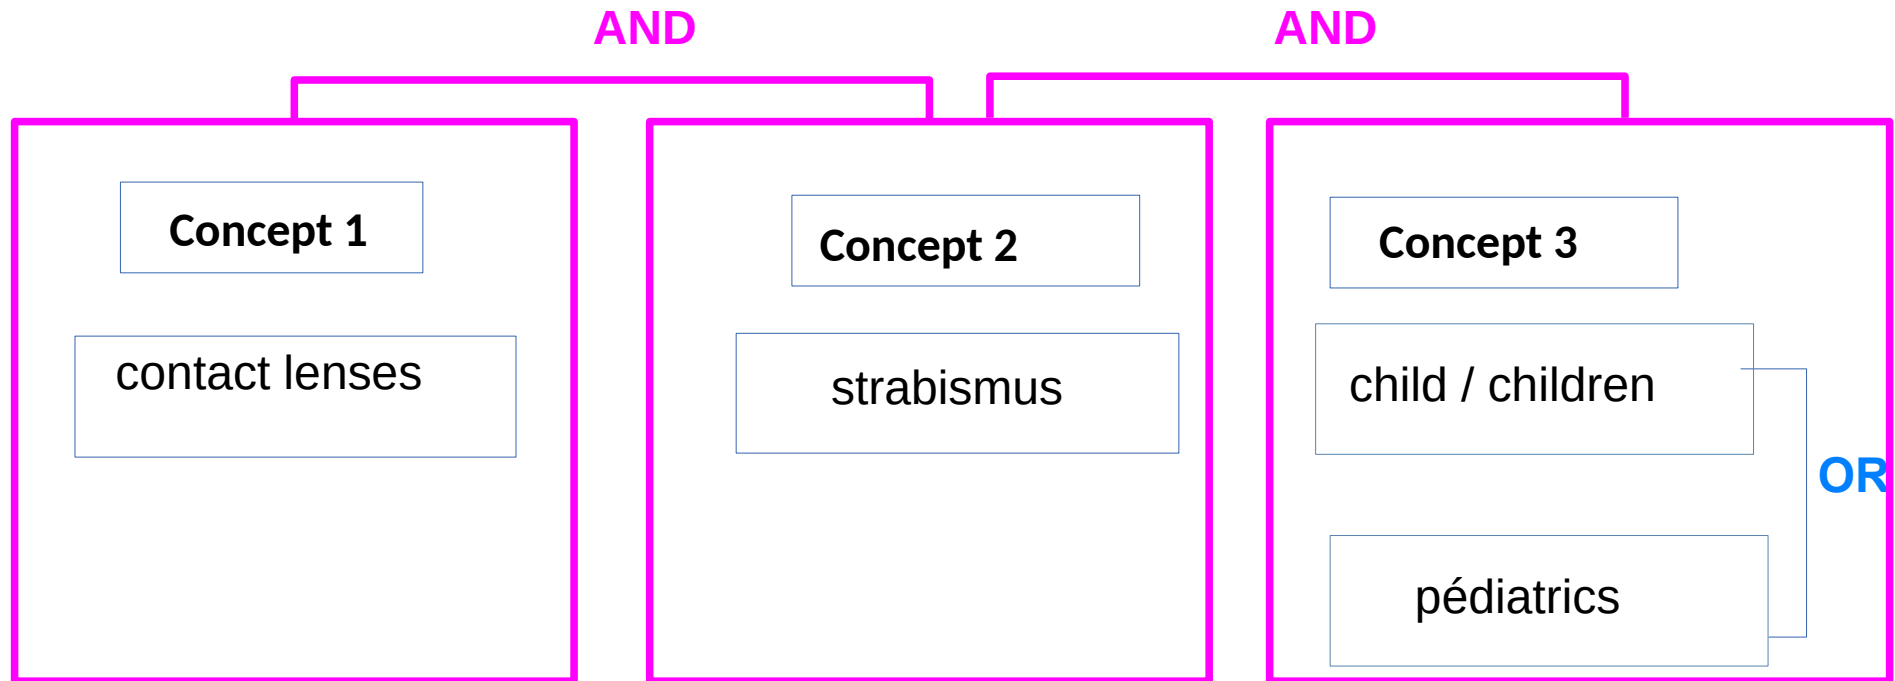 AND
AND
Concept 1
Concept 2
Concept 3
contact lenses
strabismus
child / children
OR
pédiatrics